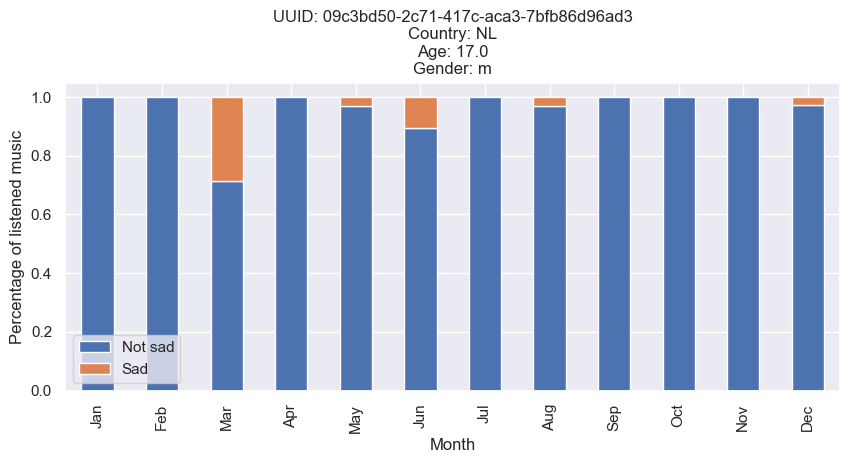 UUID: 09c3bd50-2c71-417c-aca3-7bfb86d96ad3
Country: NL
Age: 17.0
Gender: m
Percentage of listened music
1.0
0.8
0.6
0.4
0.2
0.0
Not sad
Sad
Jan
Feb
Mar
Apr
May
Jun
Jul
Aug
Sep
Oct
Nov
Dec
Month